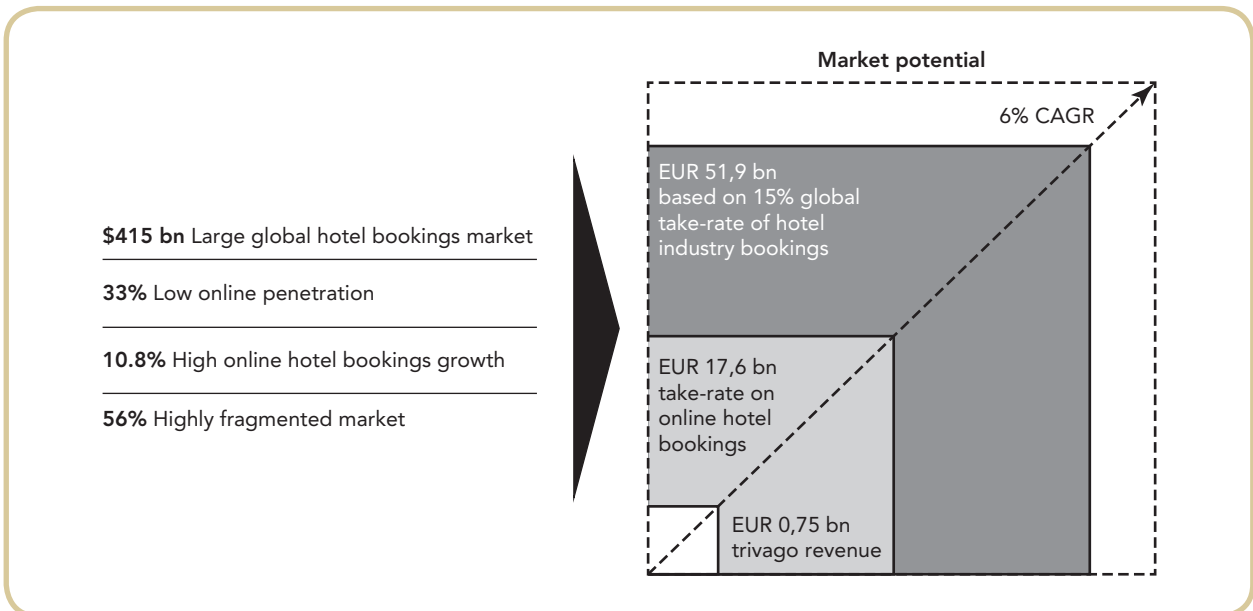 $415 bn Large global hotel bookings market
33% Low online penetration
10.8% High online hotel bookings growth
56% Highly fragmented market
Market potential
6% CAGR
EUR 51,9 bn
based on 15% global
take-rate of hotel
industry bookings
EUR 17,6 bn
take-rate on
online hotel
bookings
EUR 0,75 bn
trivago revenue